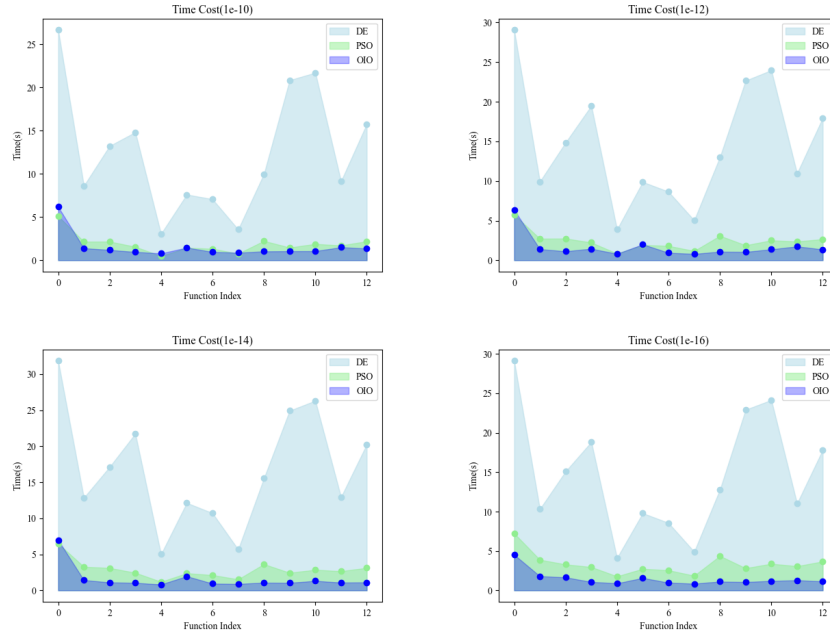 Time Cost(1e-10)
DE
PSO
OIO
25
20
15
10
5
0
Time(s)
0 2 4 6 8 10 12
Function Index
Time Cost(1e-12)
DE
PSO
OIO
30
25
20
15
10
5
0
Time(s)
0 2 4 6 8 10 12
Function Index
Time Cost(1e-14)
DE
PSO
OIO
30
25
20
15
10
5
0
Time(s)
0 2 4 6 8 10 12
Function Index
Time Cost(1e-16)
DE
PSO
OIO
30
25
20
15
10
5
0
Time(s)
0 2 4 6 8 10 12
Function Index